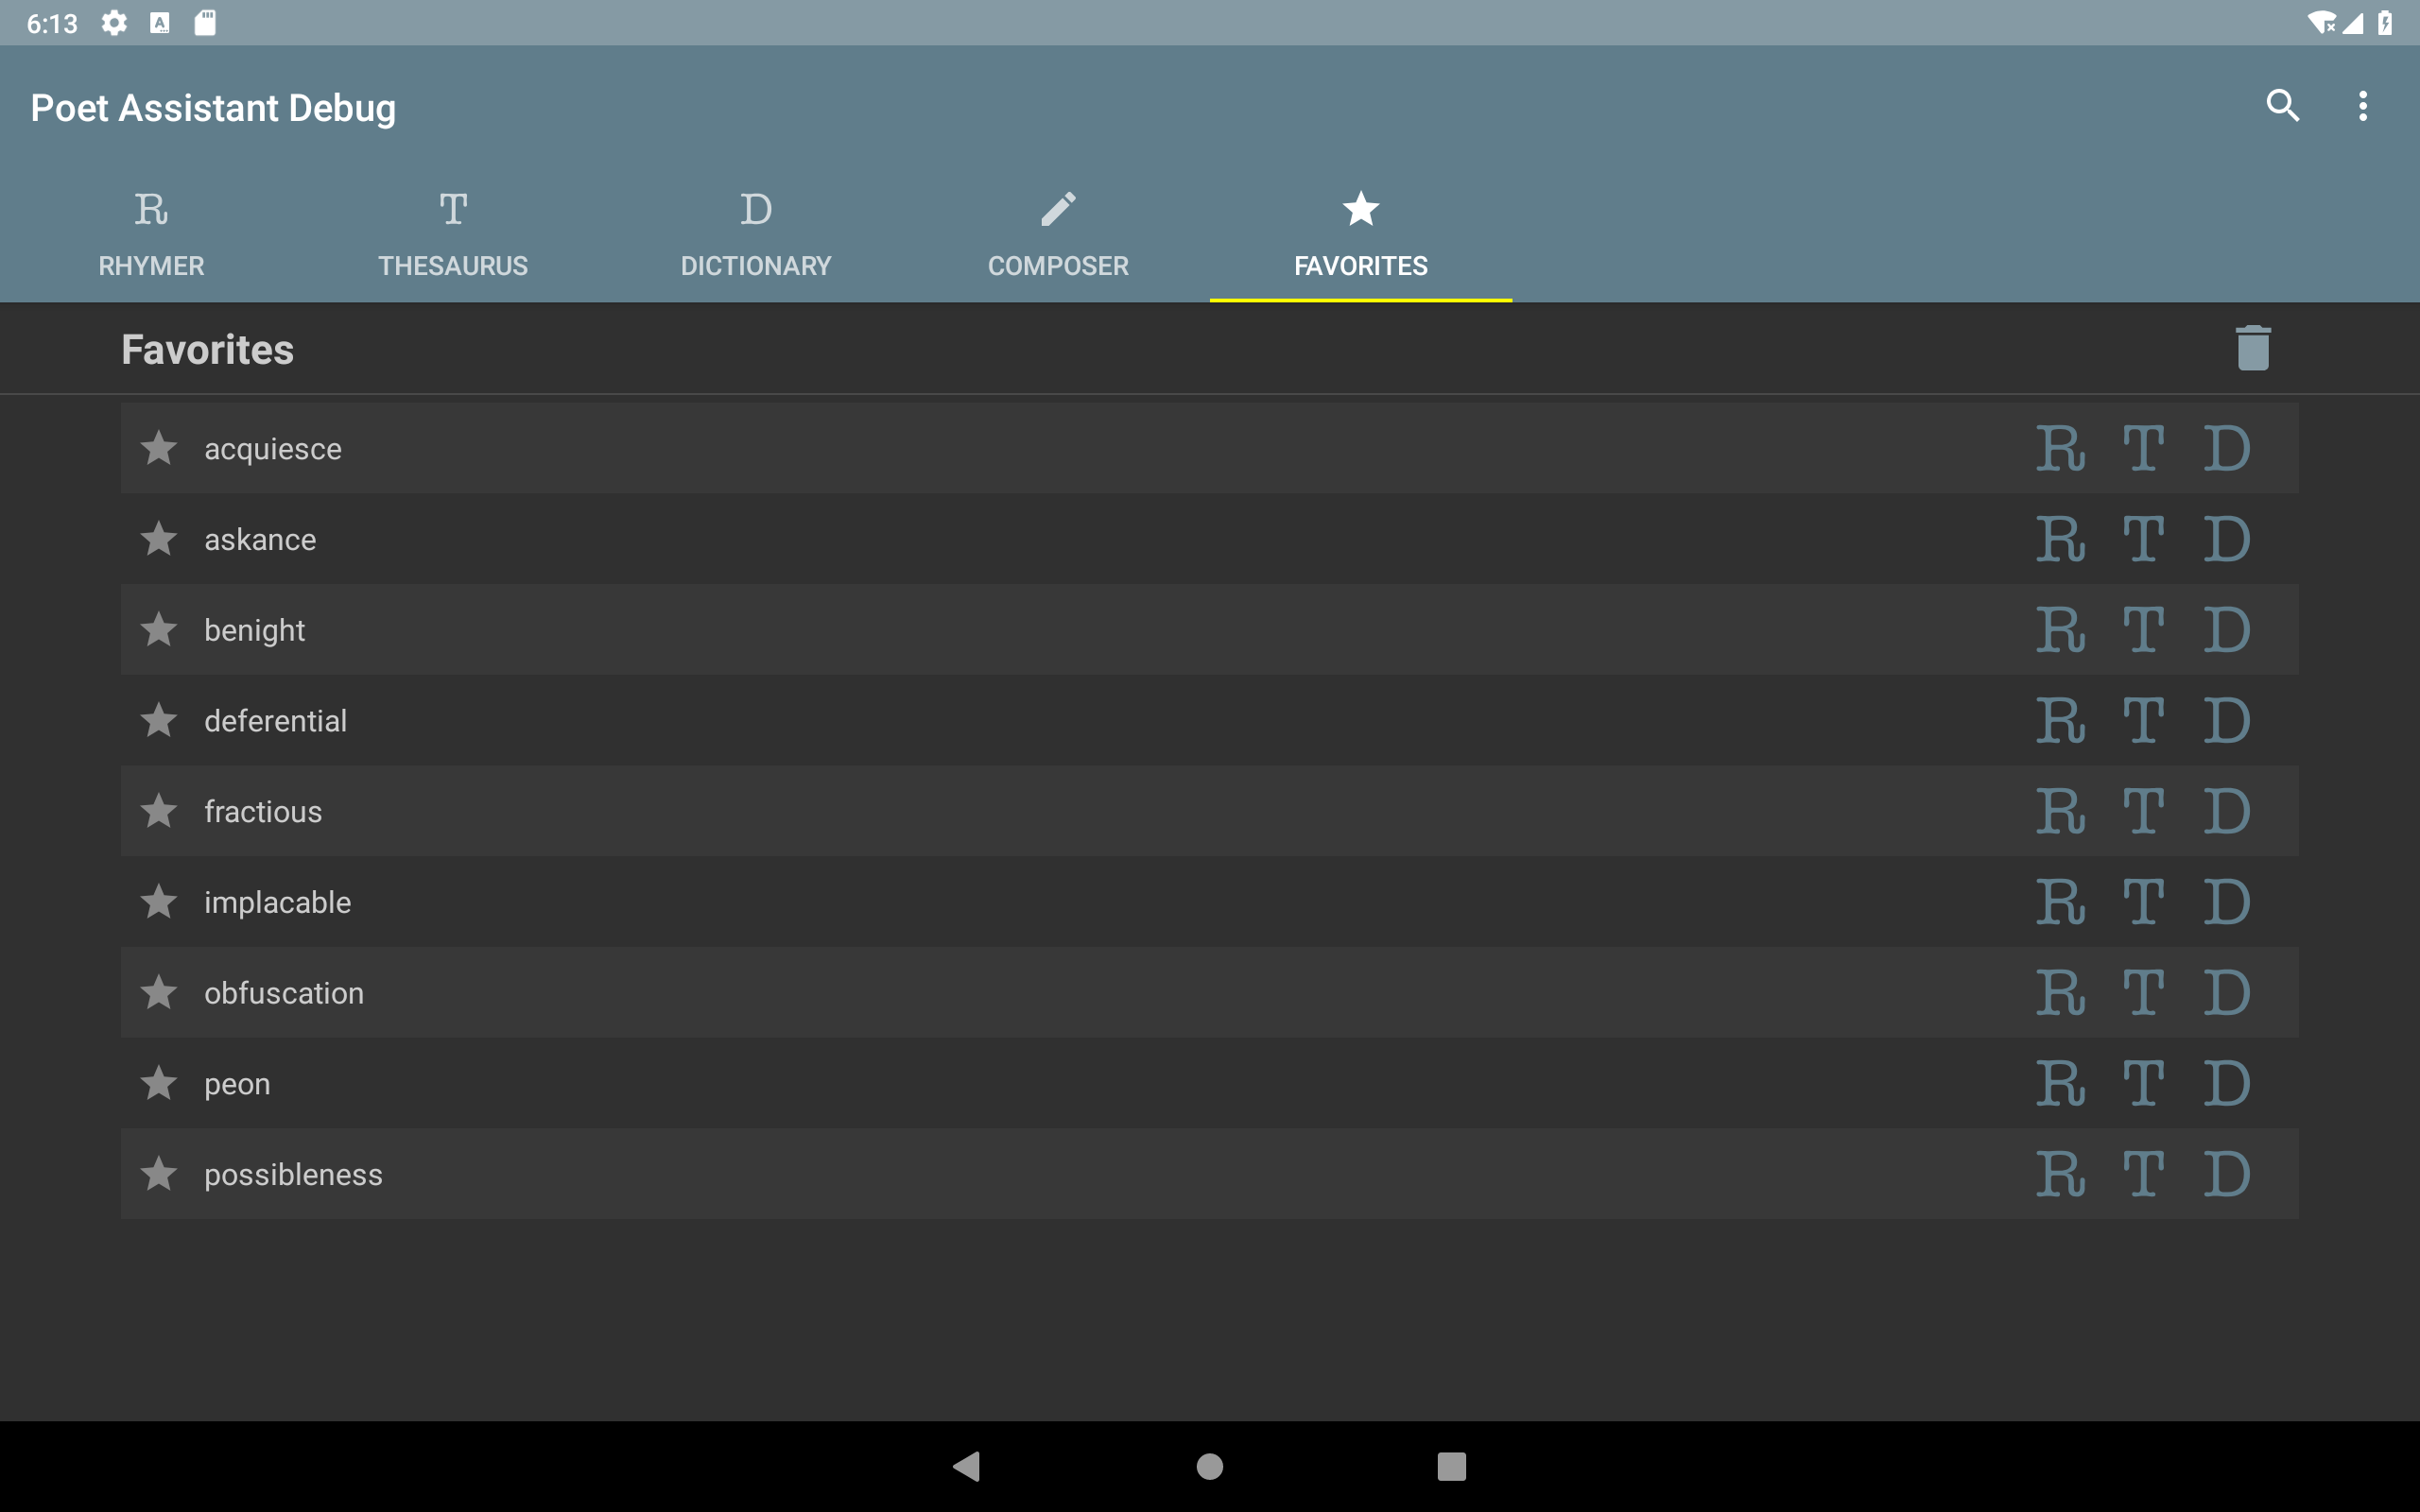 6:13
Poet Assistant Debug
R T D
RHYMER THESAURUS DICTIONARY COMPOSER FAVORITES
Favorites
acquiesce R T D
askance R T D
benight R T D
deferential R T D
fractious R T D
implacable R T D
obfuscation R T D
peon R T D
possibleness R T D